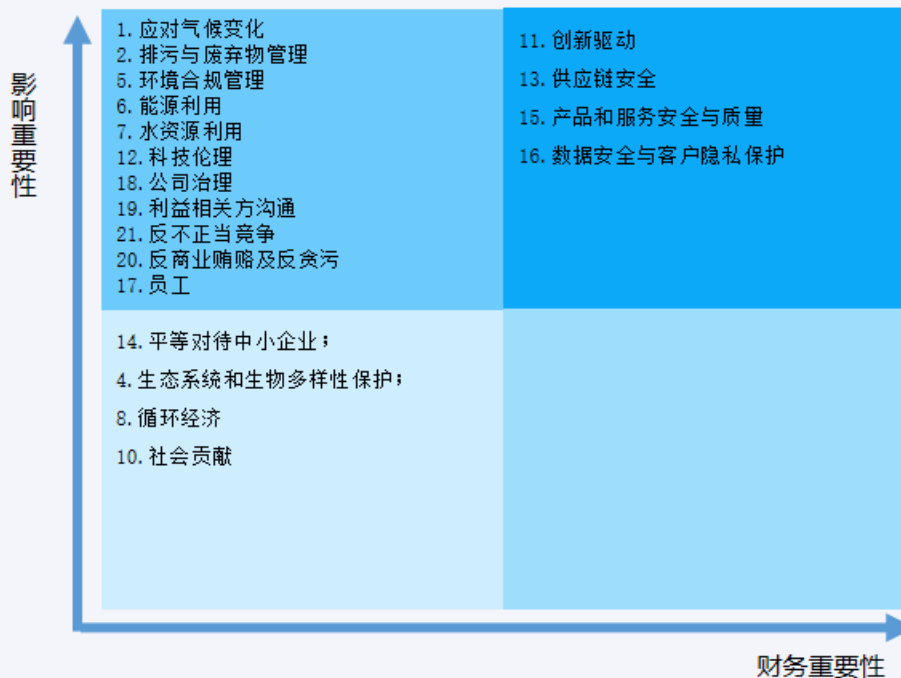 影响重要性
1. 应对气候变化
2. 排污与废弃物管理
5. 环境合规管理
6. 能源利用
7. 水资源利用
12. 科技伦理
18. 公司治理
19. 利益相关方沟通
21. 反不正当竞争
20. 反商业贿赂及反贪污
17. 员工
11. 创新驱动
13. 供应链安全
15. 产品和服务安全与质量
16. 数据安全与客户隐私保护
14. 平等对待中小企业；
4. 生态系统和生物多样性保护；
8. 循环经济
10. 社会贡献
财务重要性